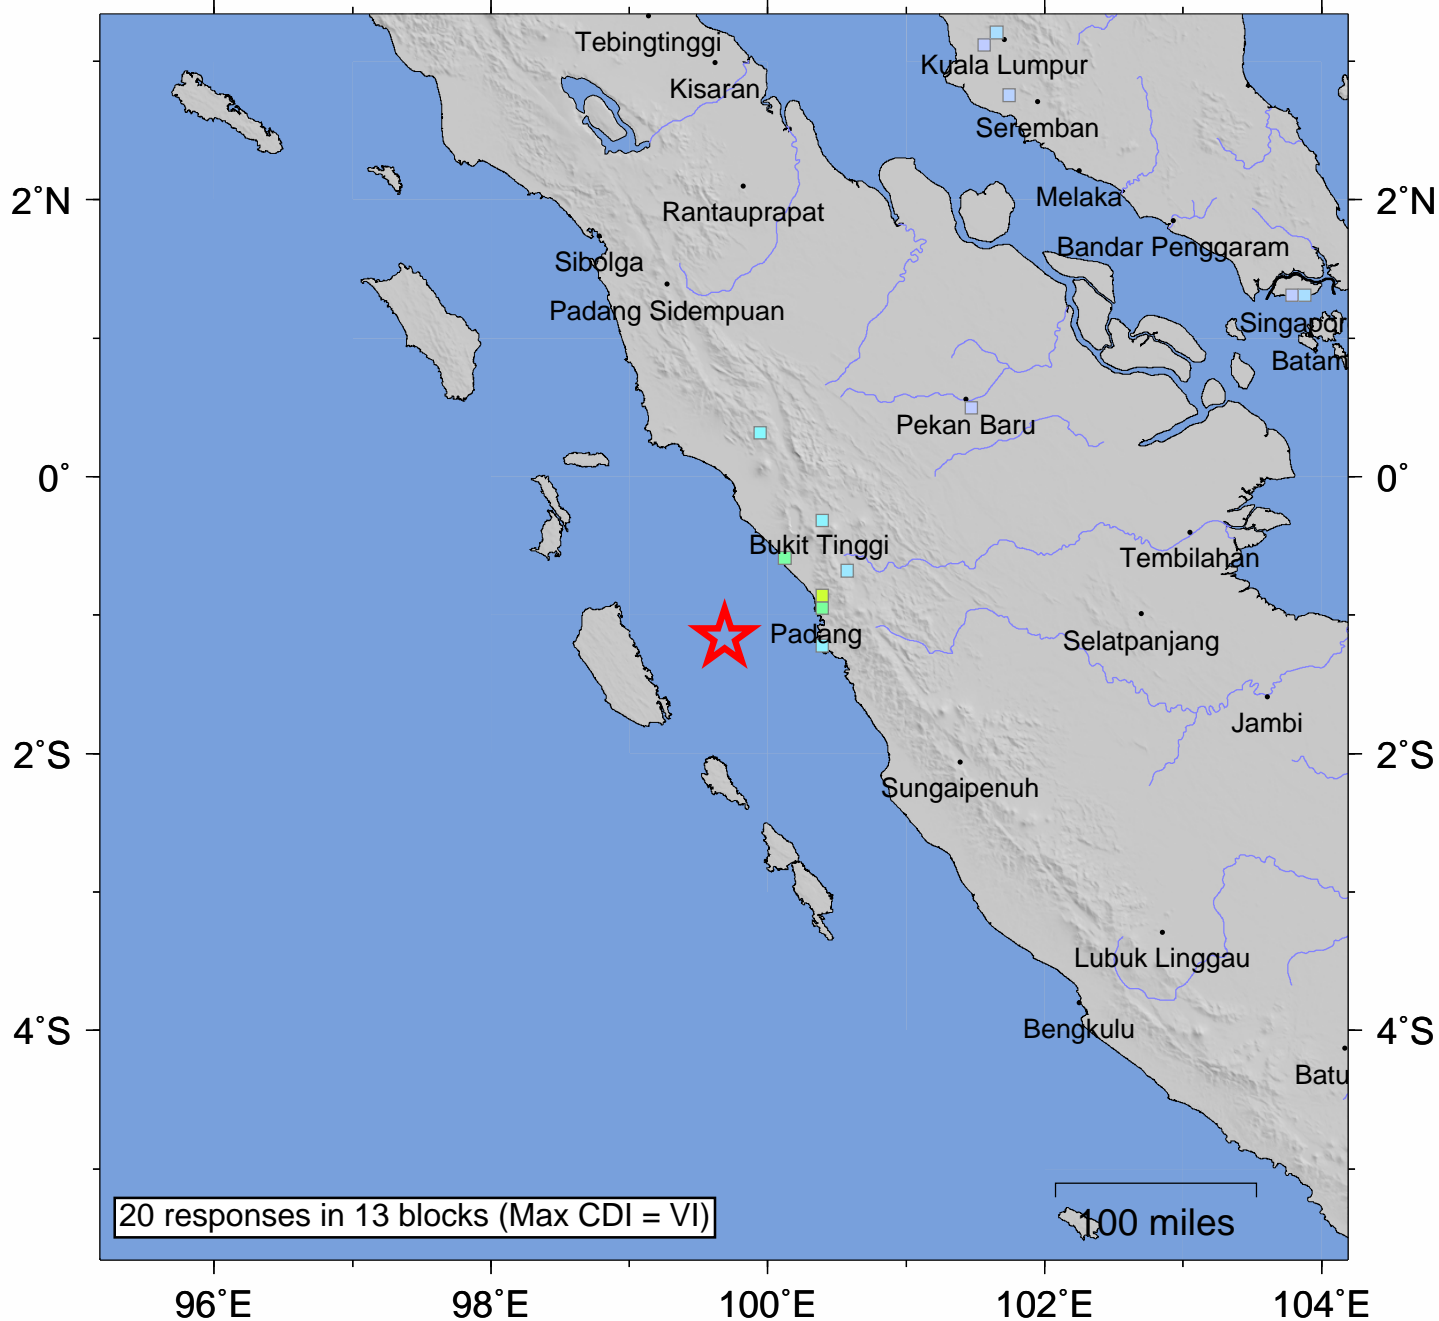 Tebingtinggi
Kisaran
Kuala Lumpur
Seremban
2°N
Melaka
2°N
Rantauprapat
Bandar Penggaram
Sibolga
Padang Sidempuan
Singapor
Batam
Pekan Baru
0°
0°
Bukit Tinggi
Tembilahan
Padang
Selatpanjang
Jambi
2°S
2°S
Sungaipenuh
Lubuk Linggau
4°S
Bengkulu
4°S
Batu
20 responses in 13 blocks (Max CDI = VI)
100 miles
96°E
98°E
100°E
102°E
104°E